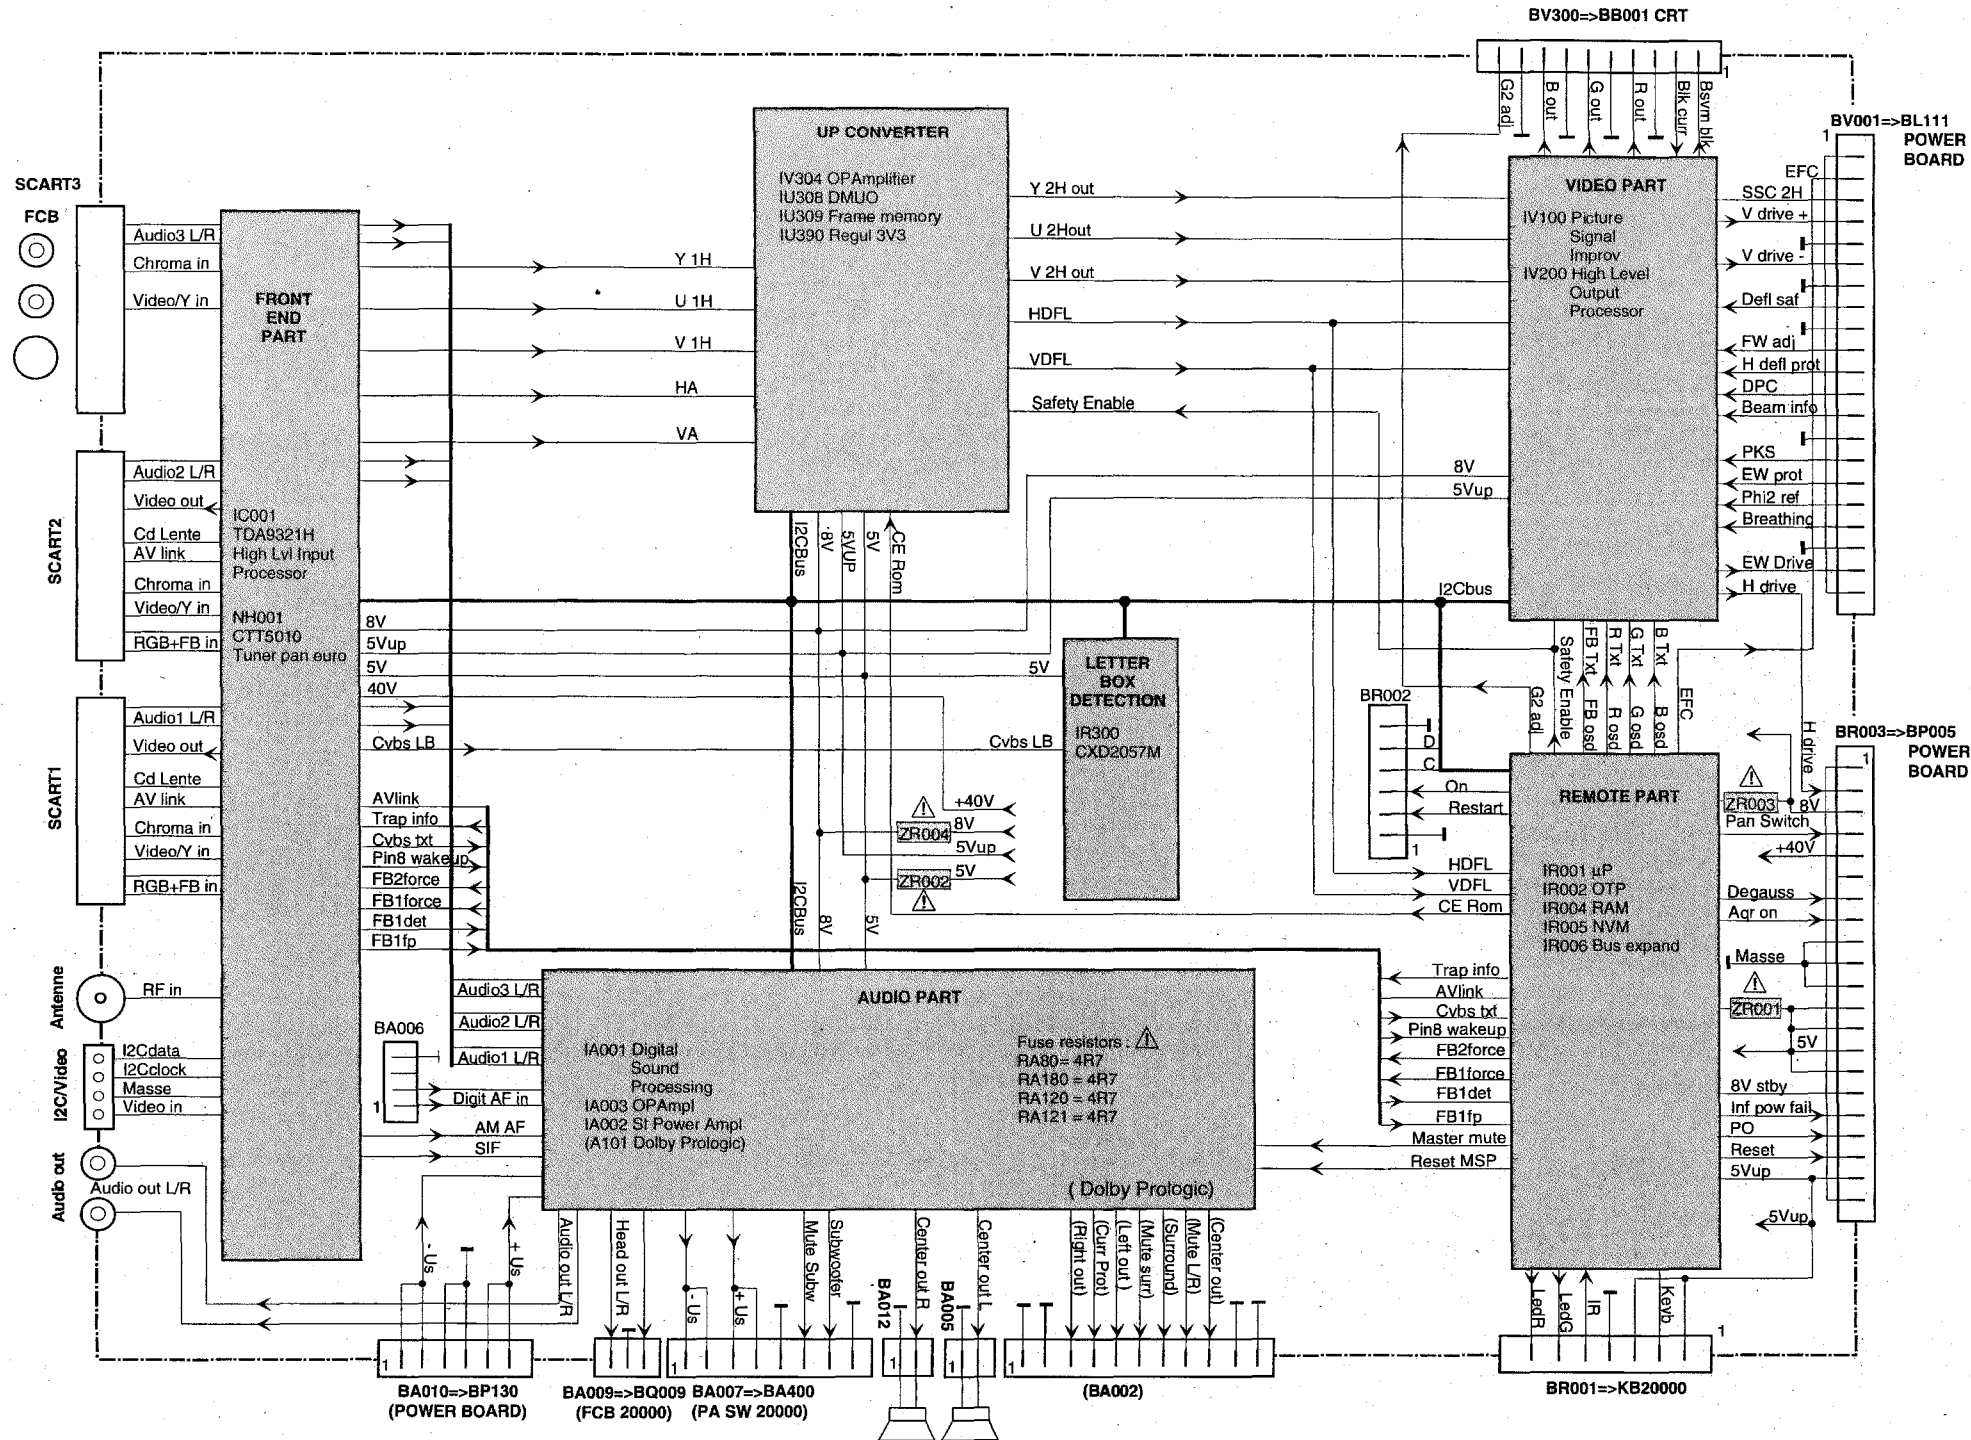 BV300=>BB001 CRT
1
G2 adj
B out
G out
R out
Blk curr
Bsvm blk
BV001=>BL111
POWER
BOARD
1
SCART3
FCB
Audio3 L/R
Chroma in
Video/Y in
FRONT
END
PART
UP CONVERTER
IV304 OPAmplifier
IU308 DMUO
IU309 Frame memory
IU390 Regul 3V3
Y 1H
U 1H
V 1H
HA
VA
Y 2H out
U 2Hout
V 2H out
HDFL
VDFL
Safety Enable
8V
5Vup
VIDEO PART
IV100 Picture
Signal
Improv
IV200 High Level
Output
Processor
EFC
SSC 2H
V drive +
V drive -
Defl saf
FW adj
H defl prot
DPC
Beam info
PKS
EW prot
Phi2 ref
Breathing
EW Drive
H drive
SCART2
Audio2 L/R
Video out
Cd Lente
AV link
Chroma in
Video/Y in
RGB+FB in
IC001
TDA9321H
High Lvl Input
Processor
NH001
CTT5010
Tuner pan euro
I2CBus
8V
5VUP
5V
CE Rom
I2Cbus
8V
5Vup
5V
40V
5V
LETTER
BOX
DETECTION
IR300
CXD2057M
Cvbs LB
Cvbs LB
SCART1
Audio1 L/R
Video out
Cd Lente
AV link
Chroma in
Video/Y in
RGB+FB in
AVlink
Trap info
Cvbs txt
Pin8 wakeup
FB2force
FB1force
FB1det
FB1fp
+40V
ZR004
8V
5Vup
ZR002
5V
I2CBus
8V
5V
BR002
D
C
On
Restart
1
HDFL
VDFL
CE Rom
G2 adj
Safety Enable
FB Txt
R Txt
G Txt
B Txt
FB osd
R osd
G osd
B osd
EFC
H drive
BR003=>BP005
POWER
BOARD
1
REMOTE PART
IR001 µP
IR002 OTP
IR004 RAM
IR005 NVM
IR006 Bus expand
ZR003
8V
Pan Switch
+40V
Degauss
Aqr on
Masse
ZR001
5V
8V stby
Inf pow fail
PO
Reset
5Vup
5Vup
Trap info
AVlink
Cvbs txt
Pin8 wakeup
FB2force
FB1force
FB1det
FB1fp
Master mute
Reset MSP
Antenne
RF in
I2C/Video
I2Cdata
I2Cclock
Masse
Video in
Audio out
Audio out L/R
BA006
1
Audio3 L/R
Audio2 L/R
Audio1 L/R
Digit AF in
AM AF
SIF
AUDIO PART
IA001 Digital
Sound
Processing
IA003 OPAmpl
IA002 St Power Ampl
(A101 Dolby Prologic)
Fuse resistors :
RA80= 4R7
RA180 = 4R7
RA120 = 4R7
RA121 = 4R7
( Dolby Prologic)
- Us
+ Us
Audio out L/R
Head out L/R
- Us
+ Us
Mute Subw
Subwoofer
Center out R
Center out L
(Right out)
(Curr Prot)
(Left out )
(Mute surr)
(Surround)
(Mute L/R)
(Center out)
LedR
LedG
IR
Keyb
BA012
BA005
1
1
1
1
1
1
1
BA010=>BP130
(POWER BOARD)
BA009=>BQ009
(FCB 20000)
BA007=>BA400
(PA SW 20000)
(BA002)
BR001=>KB20000